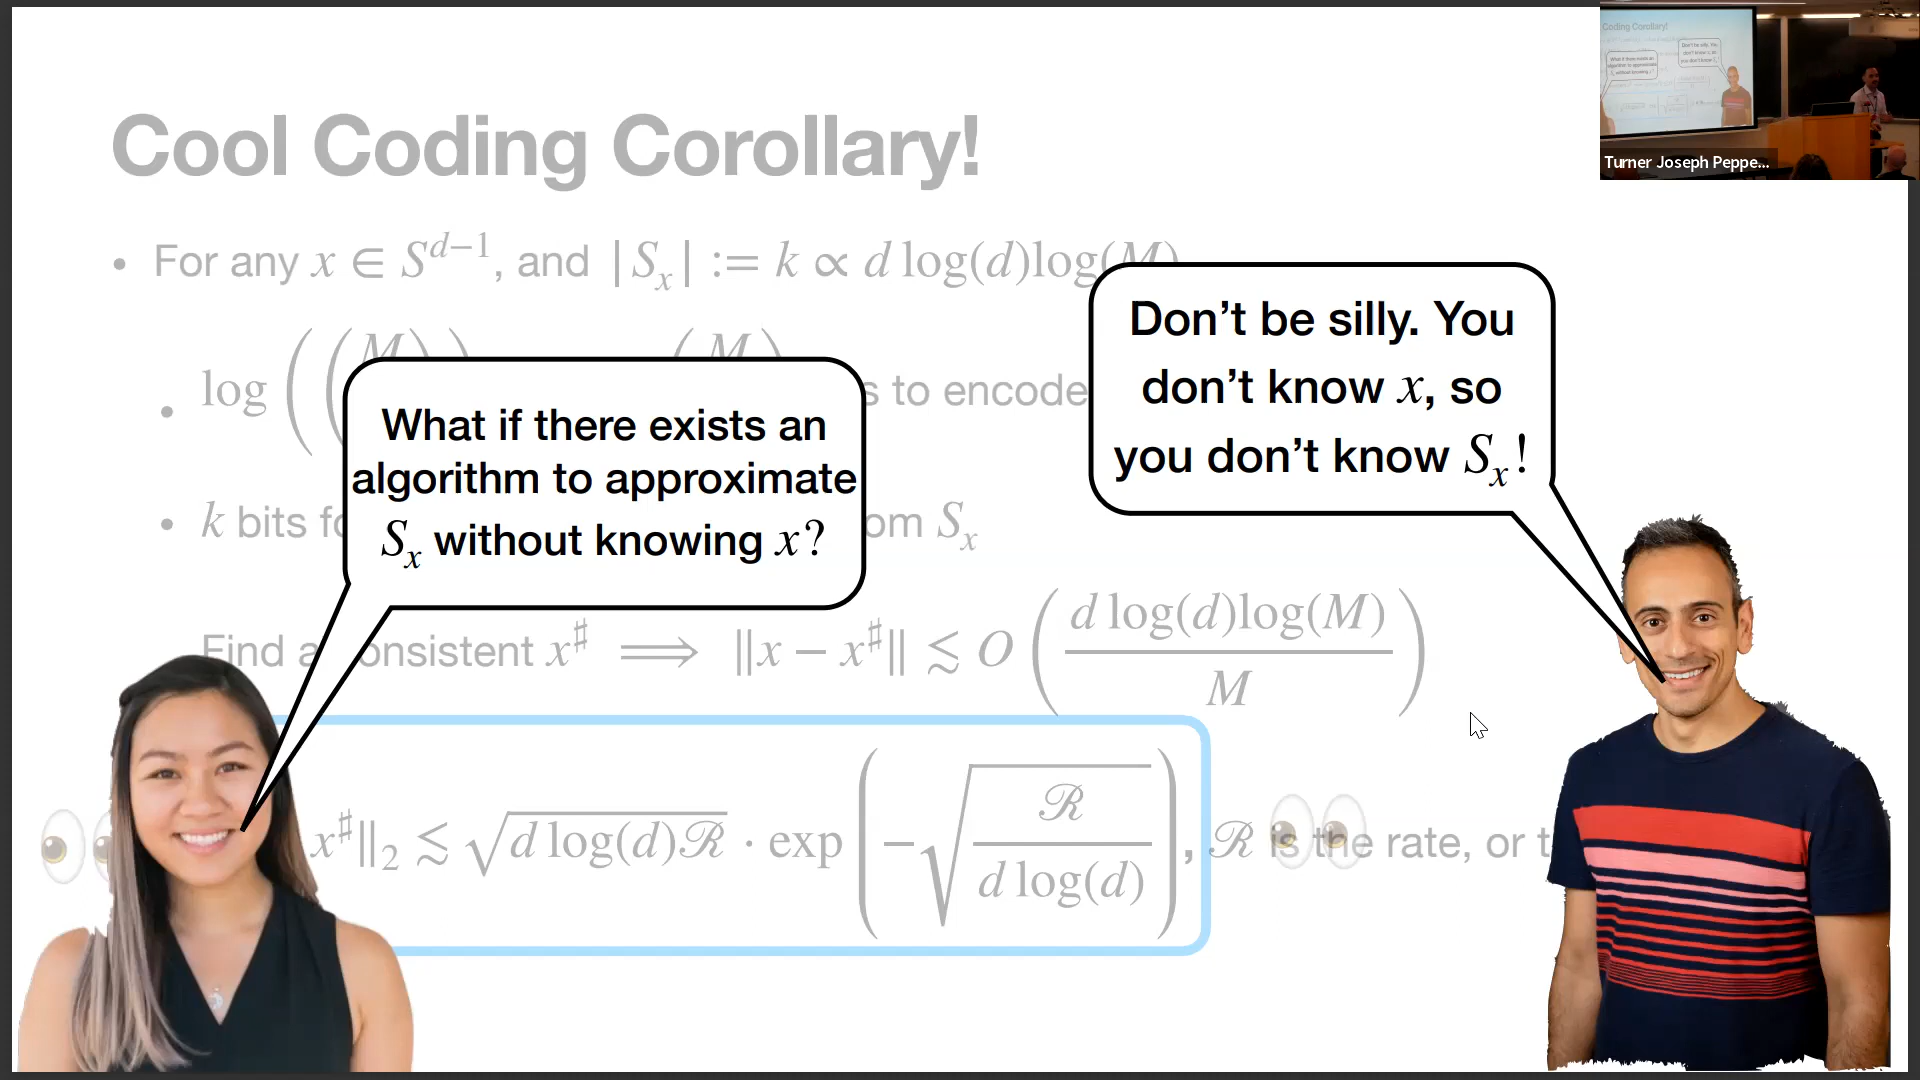 Turner Joseph Peppe...
Cool Coding Corollary!
• For any x ∈ S^{d−1}, and |S_x| := k ∝ d log(d)log(M)
Don't be silly. You
don't know x, so
you don't know S_x!
• log ( ( (M) ) (M) s to encode
What if there exists an
algorithm to approximate
S_x without knowing x?
• k bits fo om S_x
Find a consistent x^♯ ⟹ ‖x − x^♯‖ ≲ O ( d log(d)log(M) / M )
x^♯‖_2 ≲ √(d log(d)ℛ) · exp ( −√( ℛ / d log(d) ) ), ℛ is the rate, or t